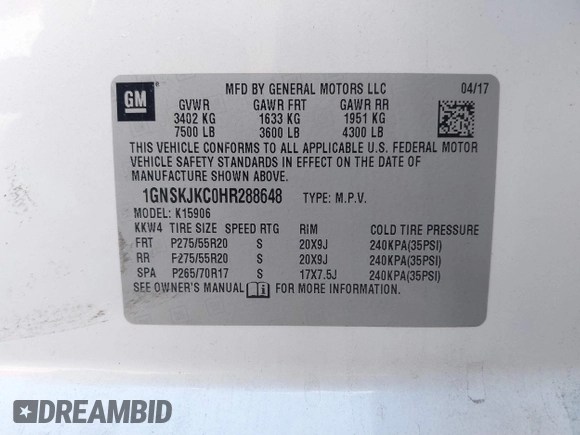 GM ®
MFD BY GENERAL MOTORS LLC 04/17
GVWR GAWR FRT GAWR RR
3402 KG 1633 KG 1951 KG
7500 LB 3600 LB 4300 LB
THIS VEHICLE CONFORMS TO ALL APPLICABLE U.S. FEDERAL MOTOR
VEHICLE SAFETY STANDARDS IN EFFECT ON THE DATE OF
MANUFACTURE SHOWN ABOVE.
1GNSKJKC0HR288648 TYPE: M.P.V.
MODEL: K15906
KKW4 TIRE SIZE SPEED RTG RIM COLD TIRE PRESSURE
FRT P275/55R20 S 20X9J 240KPA(35PSI)
RR P275/55R20 S 20X9J 240KPA(35PSI)
SPA P265/70R17 S 17X7.5J 240KPA(35PSI)
SEE OWNER'S MANUAL FOR MORE INFORMATION.
DREAMBID